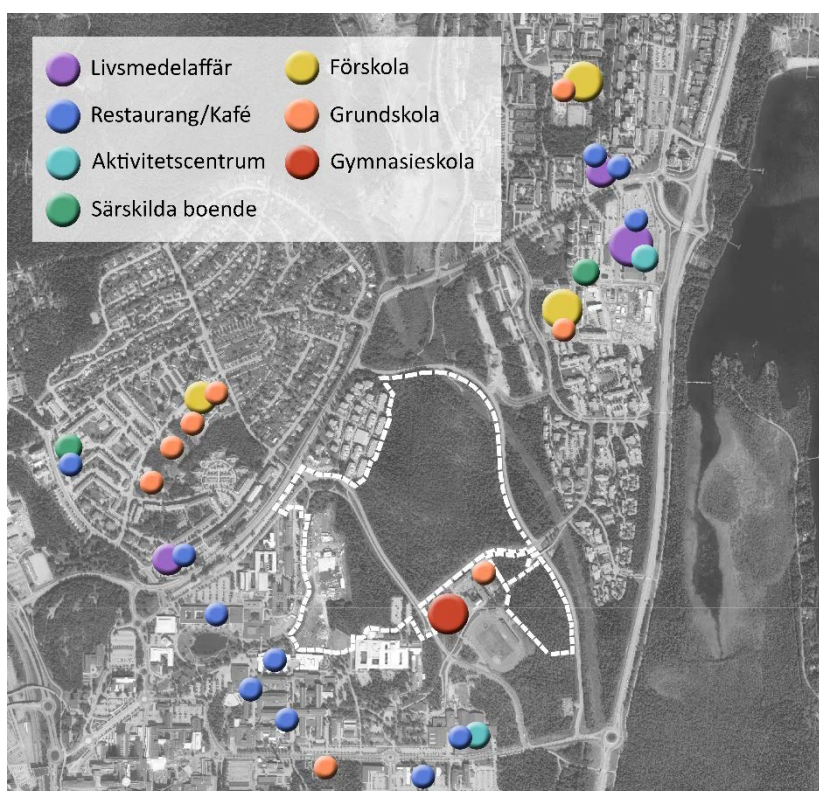 Livsmedelaffär
Restaurang/Kafé
Aktivitetscentrum
Särskilda boende
Förskola
Grundskola
Gymnasieskola